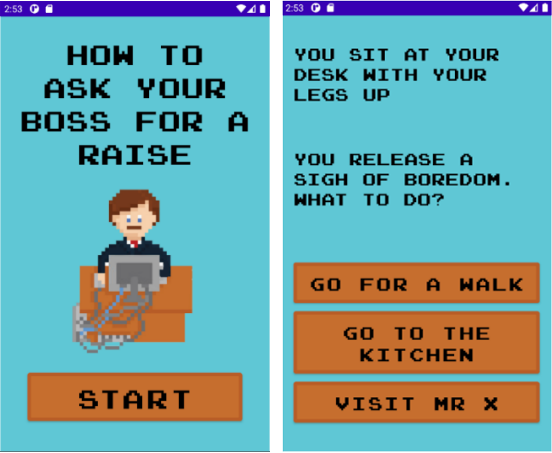 2:53
HOW TO
ASK YOUR
BOSS FOR A
RAISE
START
2:53
YOU SIT AT YOUR
DESK WITH YOUR
LEGS UP
YOU RELEASE A
SIGH OF BOREDOM.
WHAT TO DO?
GO FOR A WALK
GO TO THE
KITCHEN
VISIT MR X